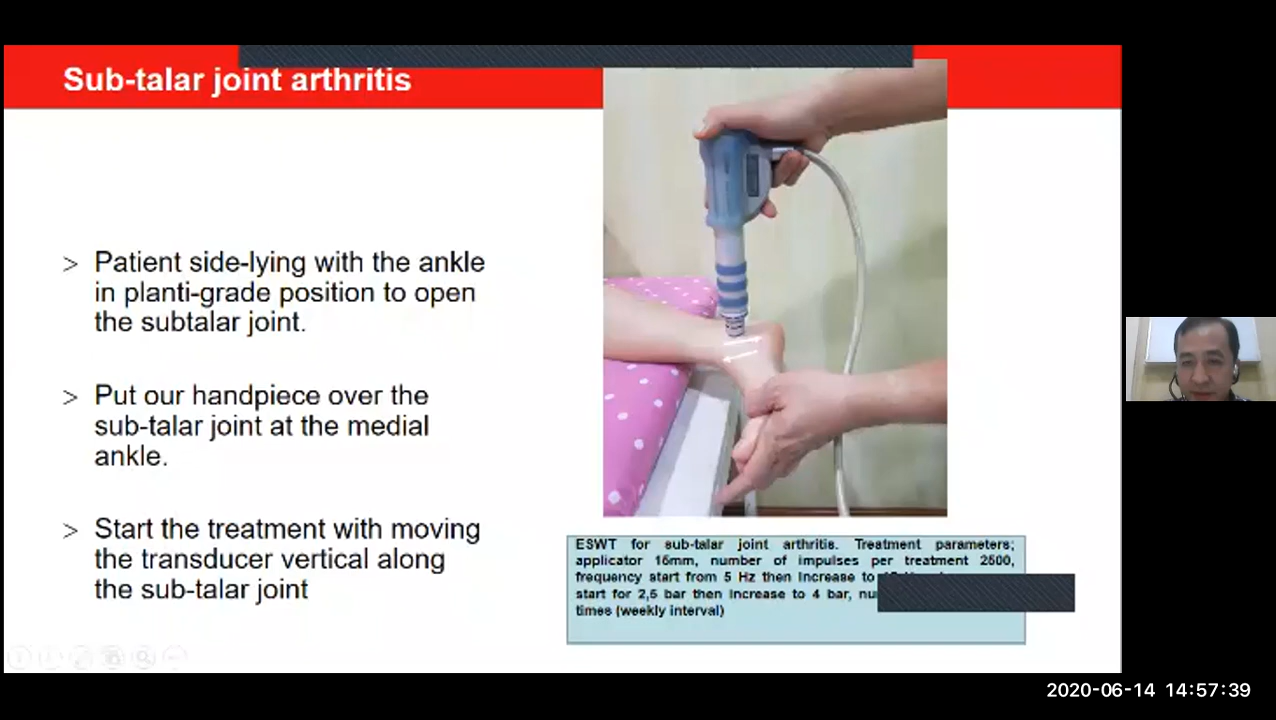 Sub-talar joint arthritis
> Patient side-lying with the ankle
in planti-grade position to open
the subtalar joint.
> Put our handpiece over the
sub-talar joint at the medial
ankle.
> Start the treatment with moving
the transducer vertical along
the sub-talar joint
ESWT for sub-talar joint arthritis. Treatment parameters;
applicator 15mm, number of impulses per treatment 2500,
frequency start from 5 Hz then increase to
start for 2,5 bar then increase to 4 bar,
times (weekly interval)
2020-06-14 14:57:39